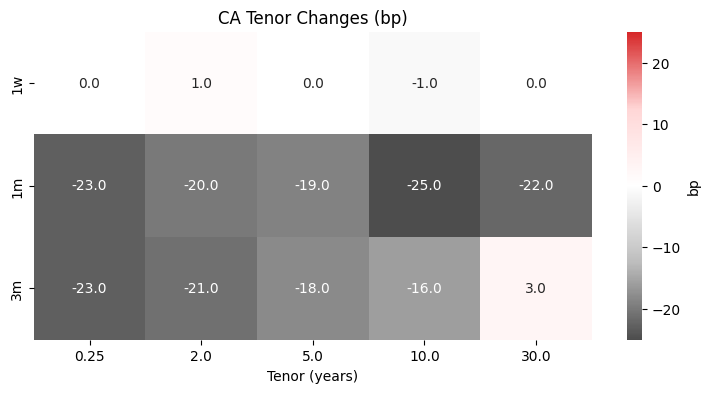 CA Tenor Changes (bp)
1w
0.0 1.0 0.0 -1.0 0.0
1m
-23.0 -20.0 -19.0 -25.0 -22.0
3m
-23.0 -21.0 -18.0 -16.0 3.0
0.25 2.0 5.0 10.0 30.0
Tenor (years)
20
10
0
−10
−20
bp